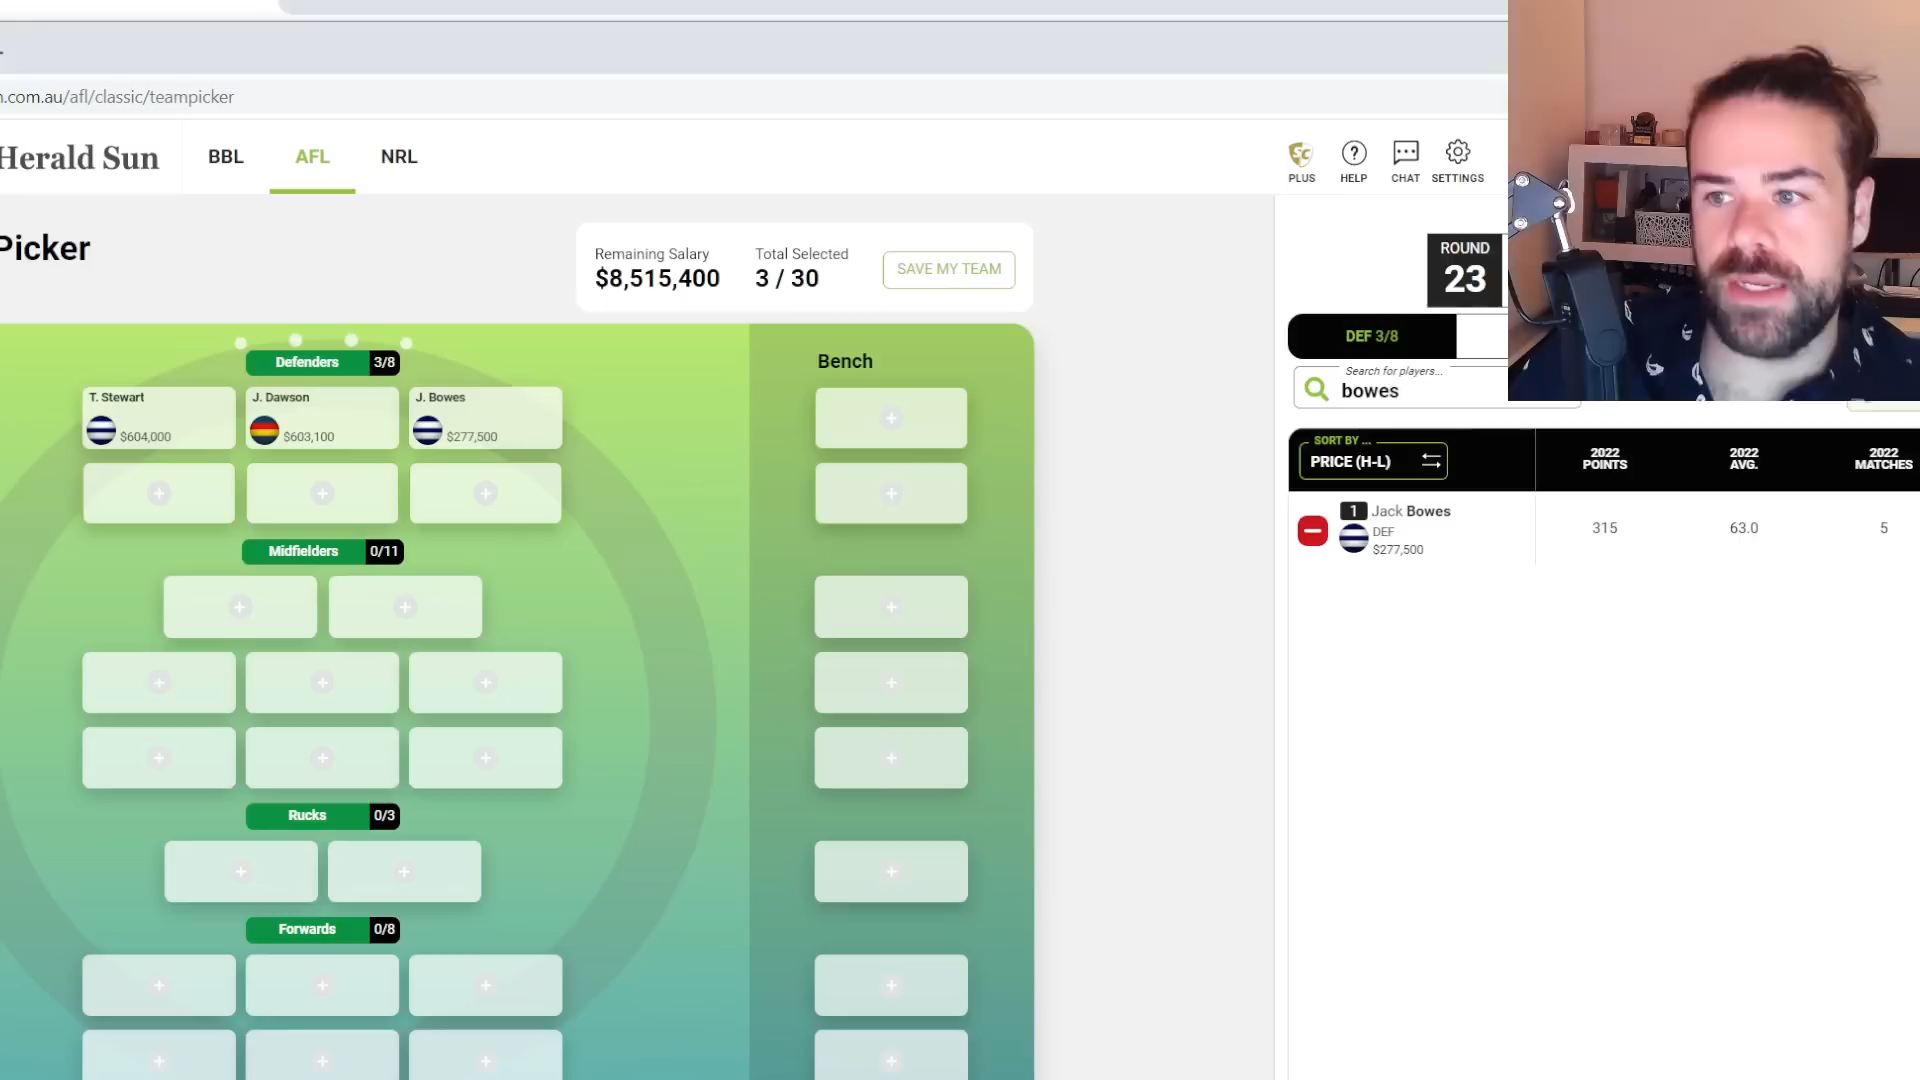 n.com.au/afl/classic/teampicker
Herald Sun
BBL
AFL
NRL
PLUS
HELP
CHAT
SETTINGS
Picker
Remaining Salary
$8,515,400
Total Selected
3 / 30
SAVE MY TEAM
ROUND
23
DEF 3/8
Search for players...
bowes
Defenders 3/8
Bench
T. Stewart
$604,000
J. Dawson
$603,100
J. Bowes
$277,500
Midfielders 0/11
Rucks 0/3
Forwards 0/8
SORT BY ...
PRICE (H-L)
2022
POINTS
2022
AVG.
2022
MATCHES
1 Jack Bowes
DEF
$277,500
315
63.0
5